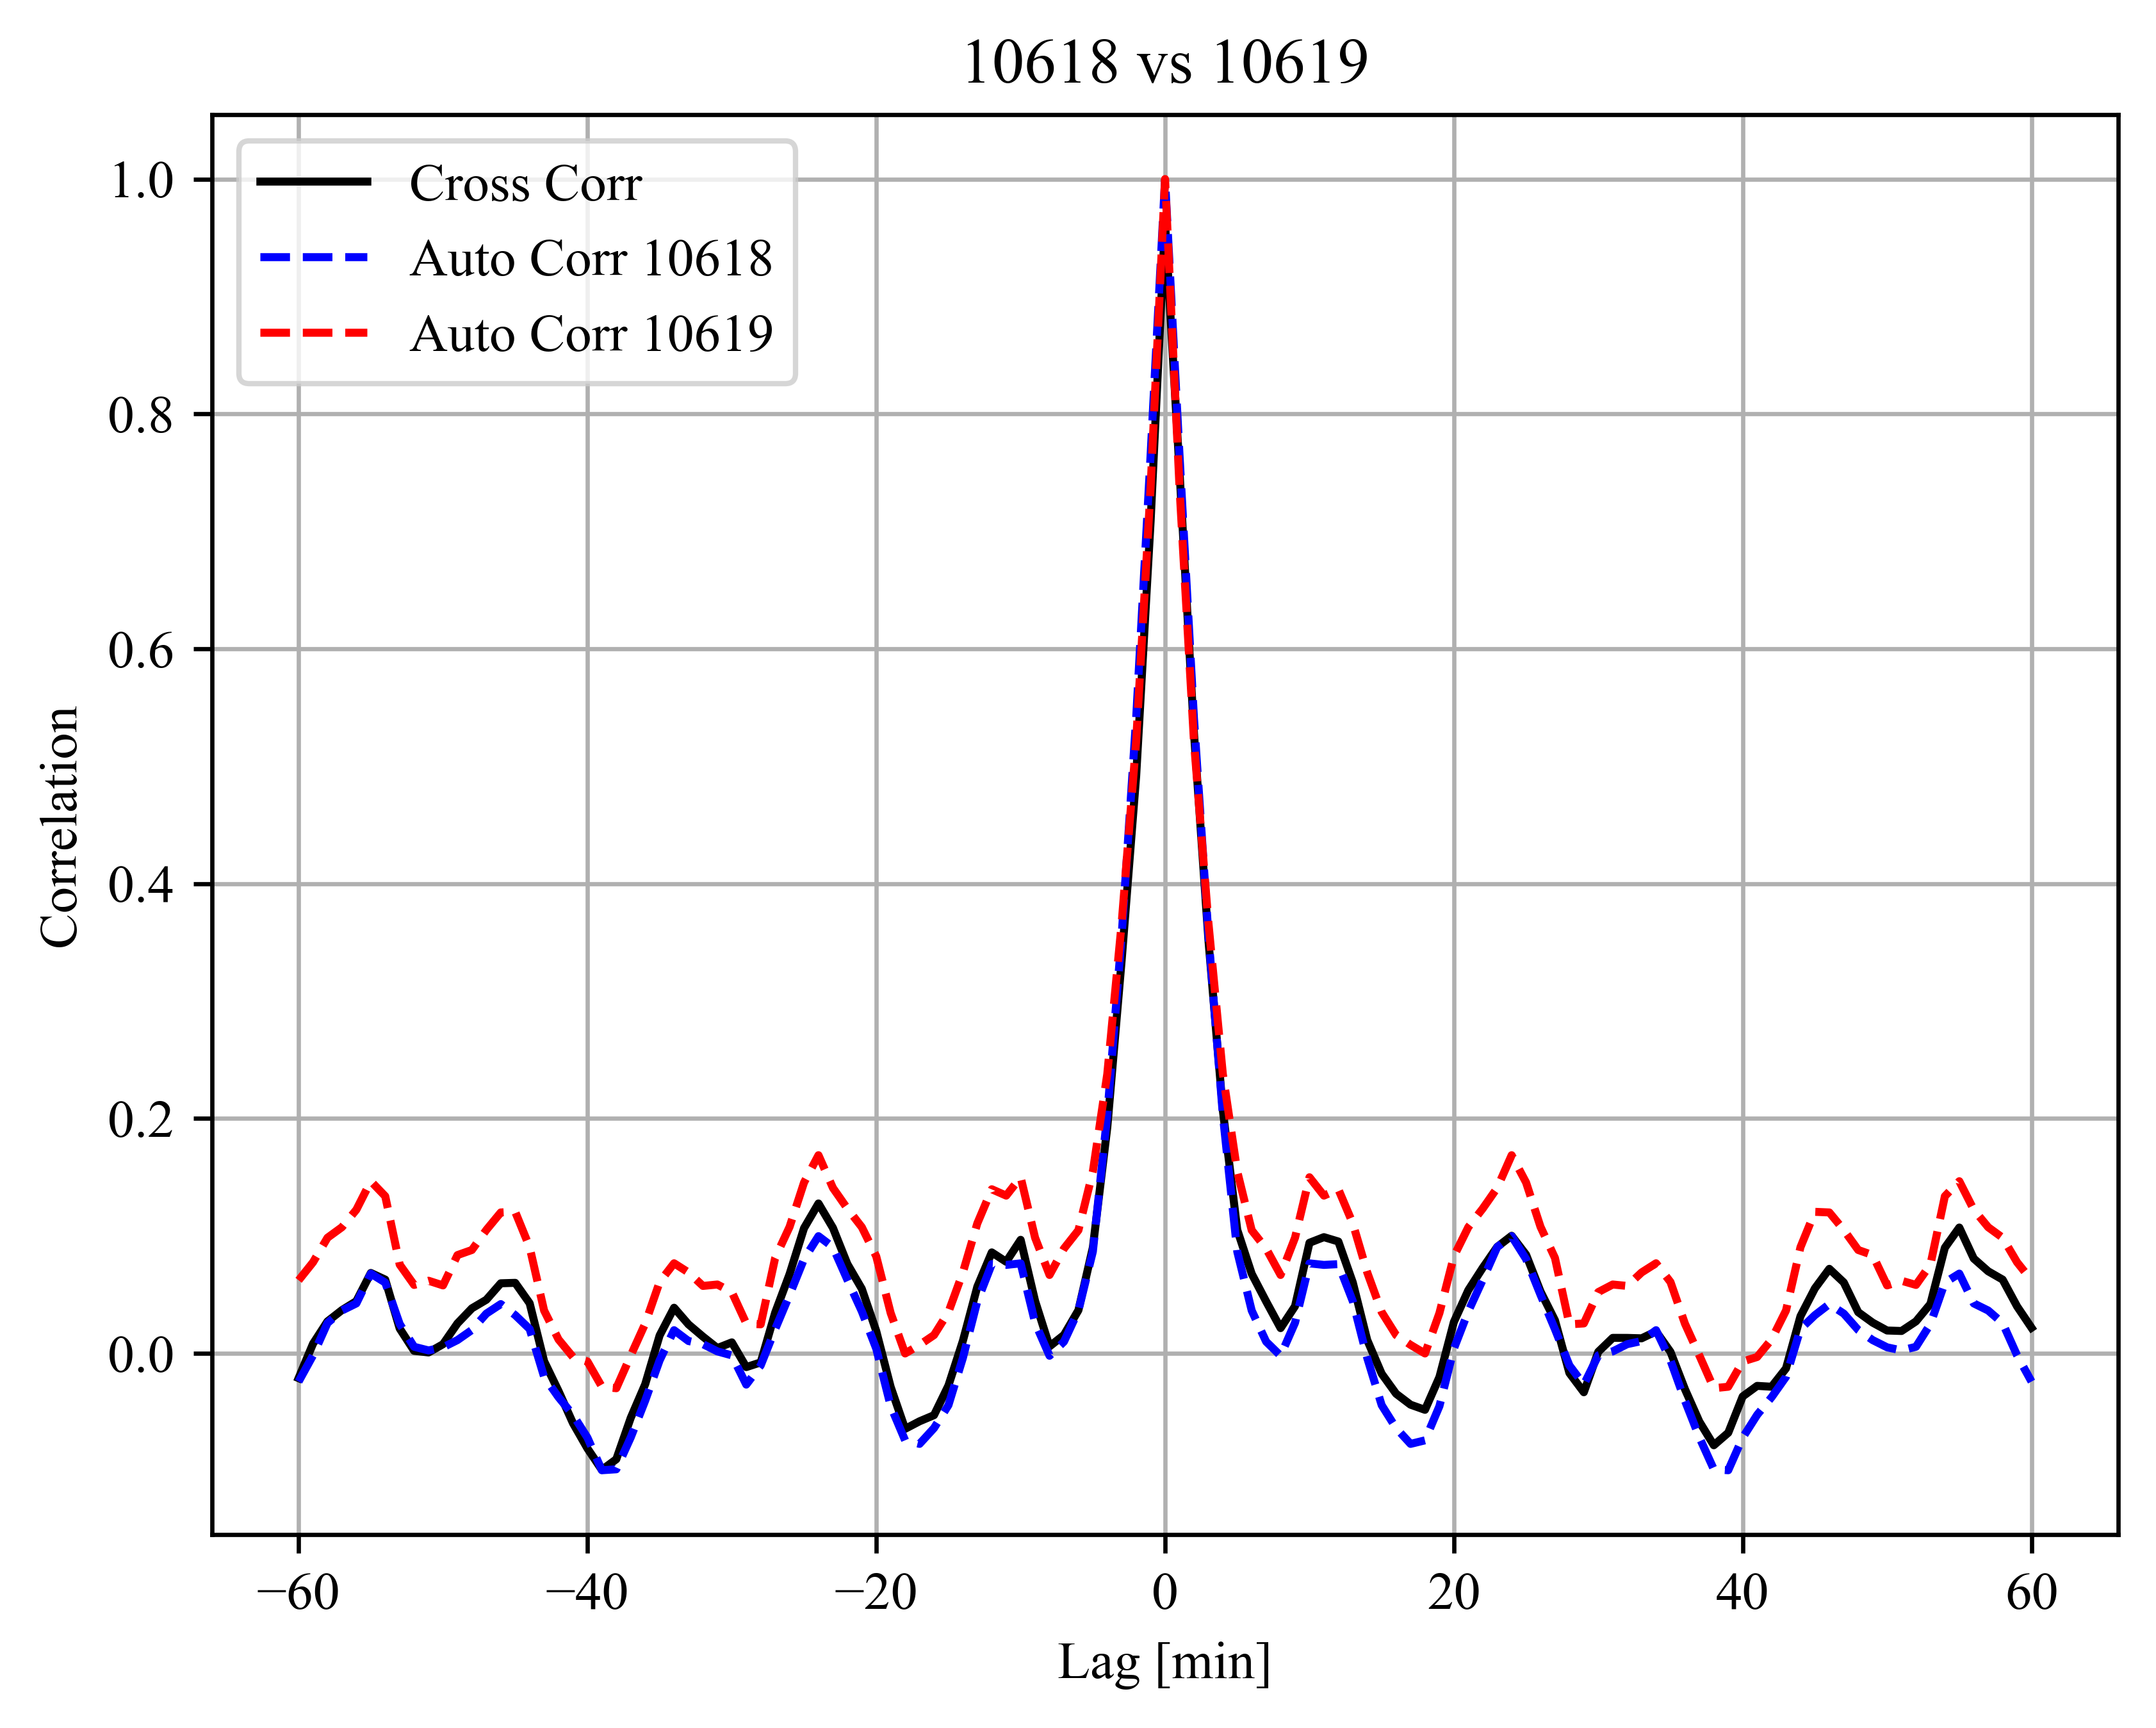 10618 vs 10619
Cross Corr
Auto Corr 10618
Auto Corr 10619
1.0
0.8
0.6
0.4
0.2
0.0
Correlation
−60 −40 −20 0 20 40 60
Lag [min]